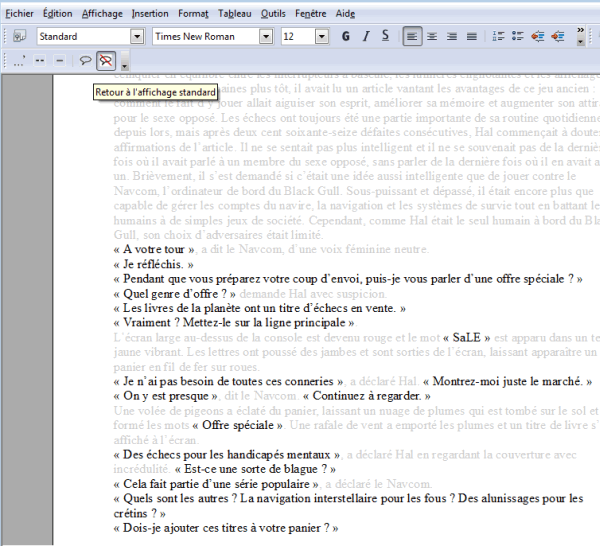 Fichier Édition Affichage Insertion Format Tableau Outils Fenêtre Aide
Standard Times New Roman 12 G I S
Retour à l'affichage standard
maines plus tôt, il avait lu un article vantant les avantages de ce jeu ancien :
comment le fait d'y jouer allait aiguiser son esprit, améliorer sa mémoire et augmenter son attira
pour le sexe opposé. Les échecs ont toujours été une partie importante de sa routine quotidienne
depuis lors, mais après deux cent soixante-seize défaites consécutives, Hal commençait à douter
affirmations de l'article. Il ne se sentait pas plus intelligent et il ne se souvenait pas de la derniè
fois où il avait parlé à un membre du sexe opposé, sans parler de la dernière fois où il en avait a
un. Brièvement, il s'est demandé si c'était une idée aussi intelligente que de jouer contre le
Navcom, l'ordinateur de bord du Black Gull. Sous-puissant et dépassé, il était encore plus que
capable de gérer les comptes du navire, la navigation et les systèmes de survie tout en battant le
humains à de simples jeux de société. Cependant, comme Hal était le seul humain à bord du Bla
Gull, son choix d'adversaires était limité.
« A votre tour », a dit le Navcom, d'une voix féminine neutre.
« Je réfléchis. »
« Pendant que vous préparez votre coup d'envoi, puis-je vous parler d'une offre spéciale ? »
« Quel genre d'offre ? » demande Hal avec suspicion.
« Les livres de la planète ont un titre d'échecs en vente. »
« Vraiment ? Mettez-le sur la ligne principale »
L'écran large au-dessus de la console est devenu rouge et le mot « SaLE » est apparu dans un te
jaune vibrant. Les lettres ont poussé des jambes et sont sorties de l'écran, laissant apparaître un
panier en fil de fer sur roues.
« Je n'ai pas besoin de toutes ces conneries », a déclaré Hal. « Montrez-moi juste le marché. »
« On y est presque », dit le Navcom. « Continuez à regarder. »
Une volée de pigeons a éclaté du panier, laissant un nuage de plumes qui est tombé sur le sol et
formé les mots « Offre spéciale ». Une rafale de vent a emporté les plumes et un titre de livre s'
affiché à l'écran.
« Des échecs pour les handicapés mentaux », a déclaré Hal en regardant la couverture avec
incrédulité. « Est-ce une sorte de blague ? »
« Cela fait partie d'une série populaire », a déclaré le Navcom.
« Quels sont les autres ? La navigation interstellaire pour les fous ? Des alunissages pour les
crétins ? »
« Dois-je ajouter ces titres à votre panier ? »